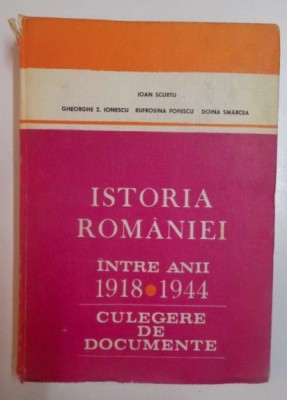 IOAN SCURTU
GHEORGHE Z. IONESCU EUFROSINA POPESCU DOINA SMÂRCEA
ISTORIA
ROMÂNIEI
ÎNTRE ANII
1918 • 1944
CULEGERE
DE
DOCUMENTE